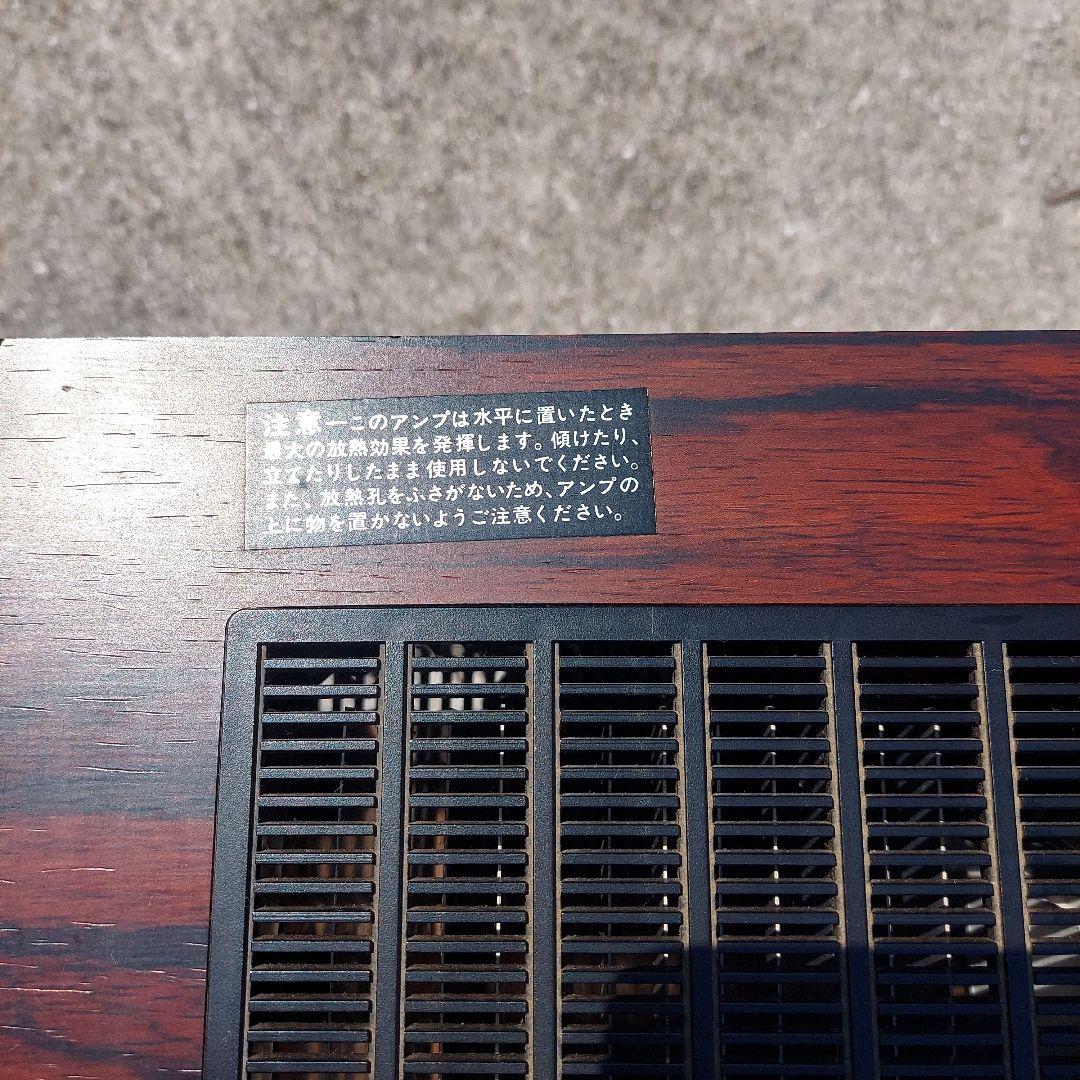 注意—このアンプは水平に置いたとき
最大の放熱効果を発揮します。傾けたり、
立てたりしたまま使用しないでください。
また、放熱孔をふさがないため、アンプの
上に物を置かないようご注意ください。